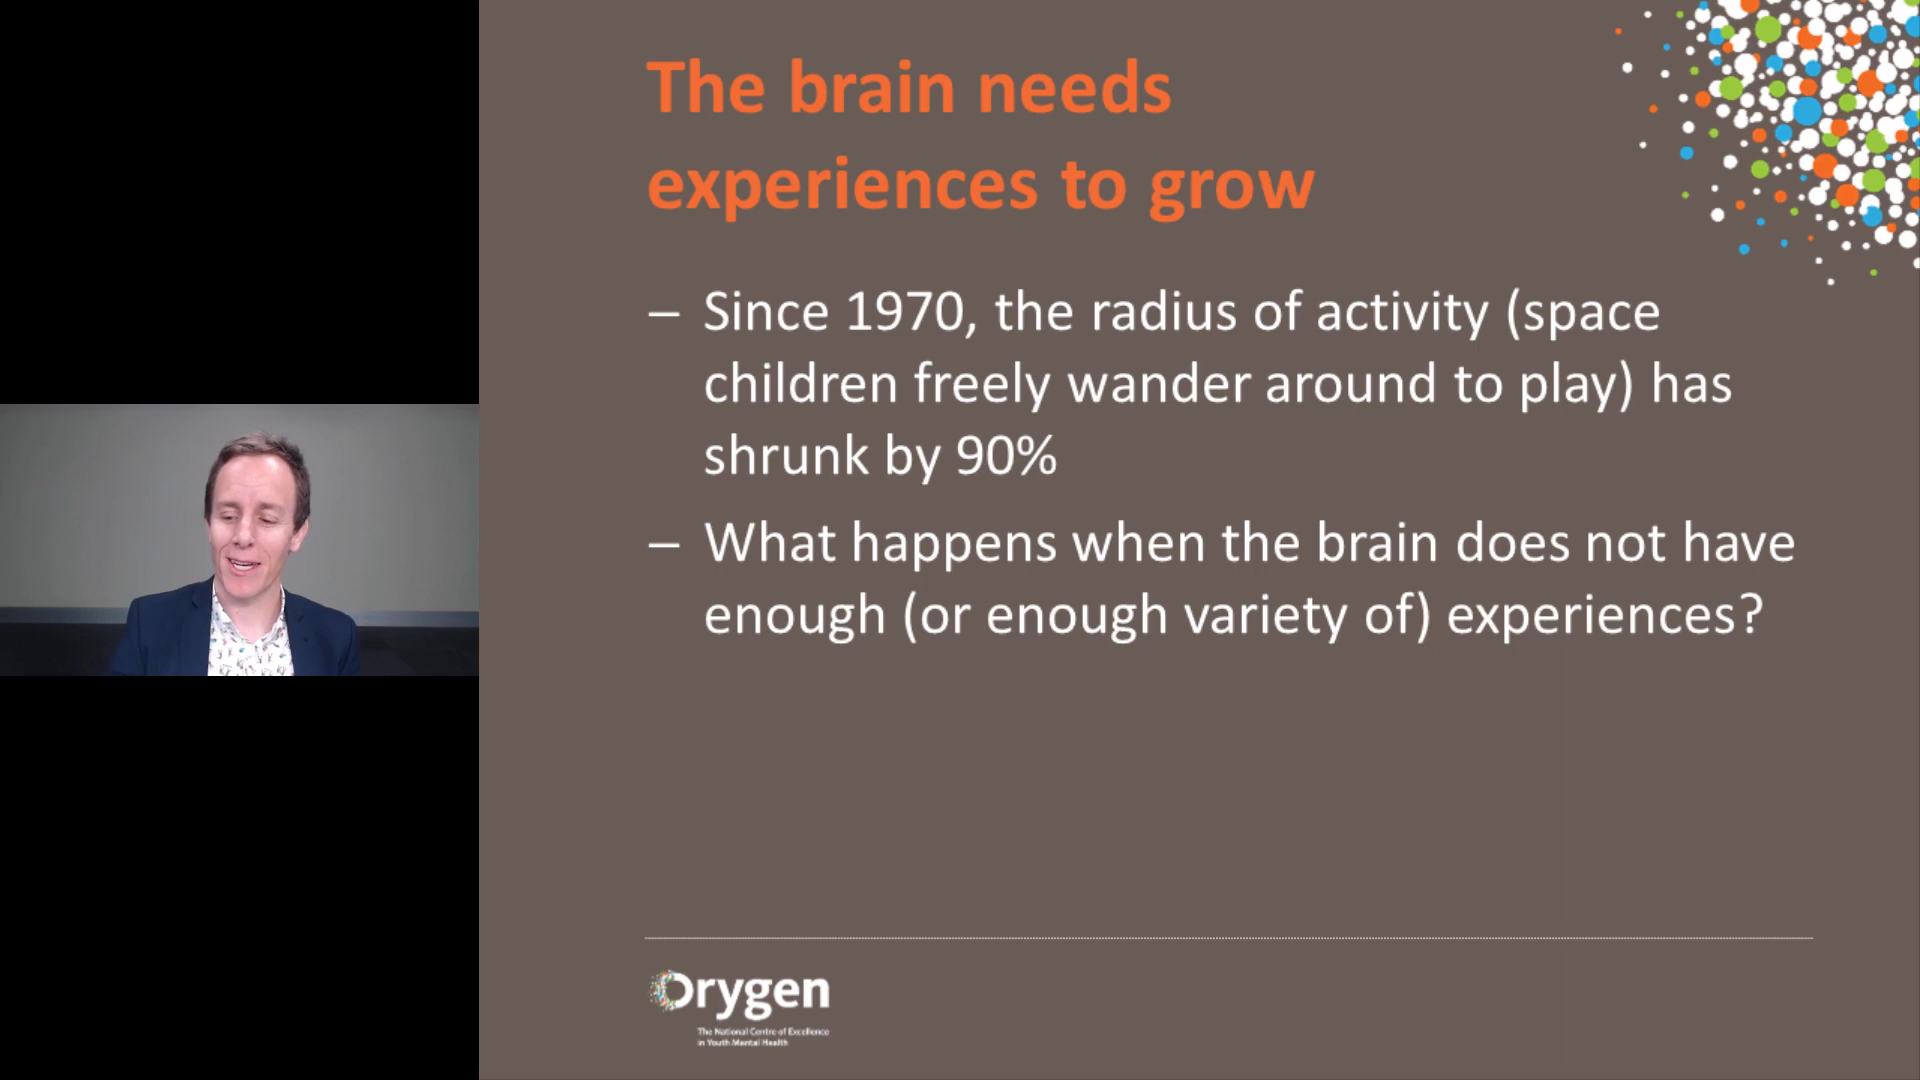 The brain needs
experiences to grow
– Since 1970, the radius of activity (space
children freely wander around to play) has
shrunk by 90%
– What happens when the brain does not have
enough (or enough variety of) experiences?
Orygen
The National Centre of Excellence
in Youth Mental Health